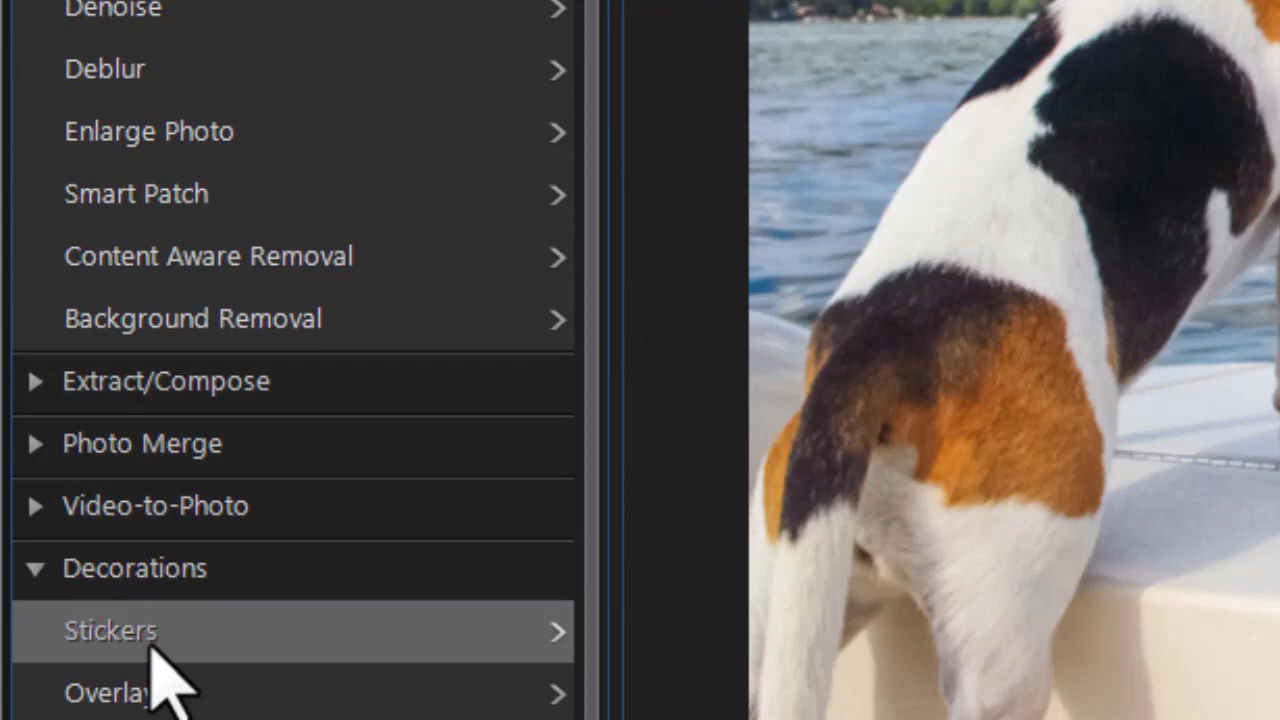 Denoise
Deblur
Enlarge Photo
Smart Patch
Content Aware Removal
Background Removal
Extract/Compose
Photo Merge
Video-to-Photo
Decorations
Stickers
Overlay